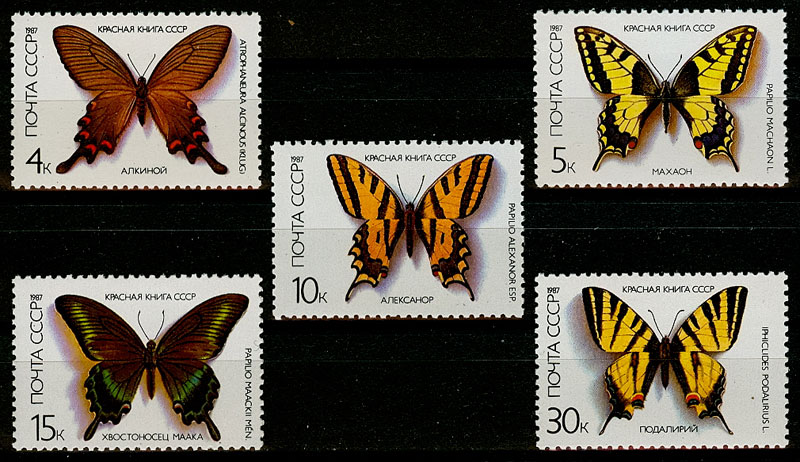 1987
КРАСНАЯ КНИГА СССР
ПОЧТА СССР
ATROPHANEURA ALCINOUS (KLUG)
4к
АЛКИНОЙ
1987
КРАСНАЯ КНИГА СССР
ПОЧТА СССР
PAPILIO MACHAON L.
5к
МАХАОН
1987
КРАСНАЯ КНИГА СССР
ПОЧТА СССР
PAPILIO ALEXANOR ESP.
10к
АЛЕКСАНОР
1987
КРАСНАЯ КНИГА СССР
ПОЧТА СССР
PAPILIO MAACKII MÉN.
15к
ХВОСТОНОСЕЦ МААКА
1987
КРАСНАЯ КНИГА СССР
ПОЧТА СССР
IPHICLIDES PODALIRIUS L.
30к
ПОДАЛИРИЙ